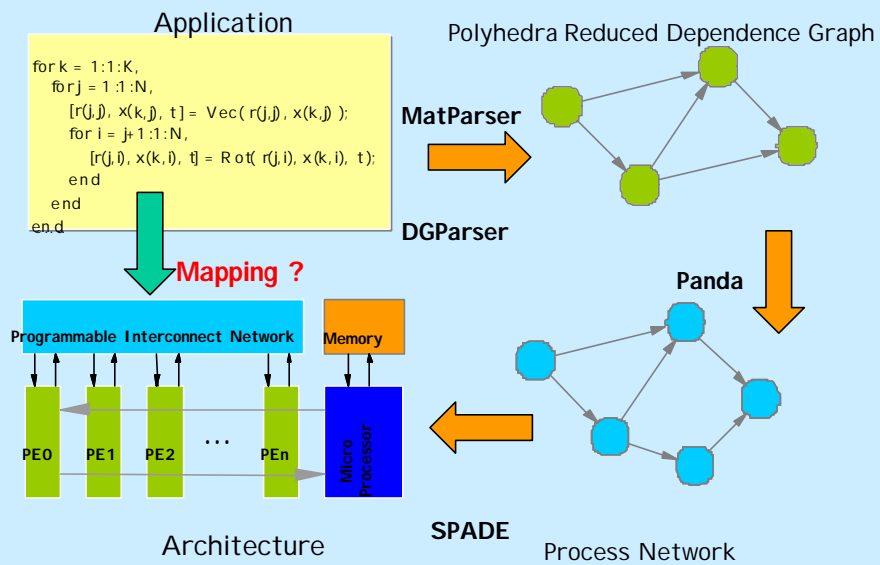 Application
for k = 1:1:K,
for j = 1:1:N,
[r(j,j), x(k,j), t] = Vec( r(j,j), x(k,j) );
for i = j+1:1:N,
[r(j,i), x(k,i), t] = Rot( r(j,i), x(k,i), t);
end
end
end
Polyhedra Reduced Dependence Graph
MatParser
DGParser
Mapping ?
Panda
Programmable Interconnect Network
Memory
PE0
PE1
PE2
...
PEn
Micro
Processor
Architecture
SPADE
Process Network